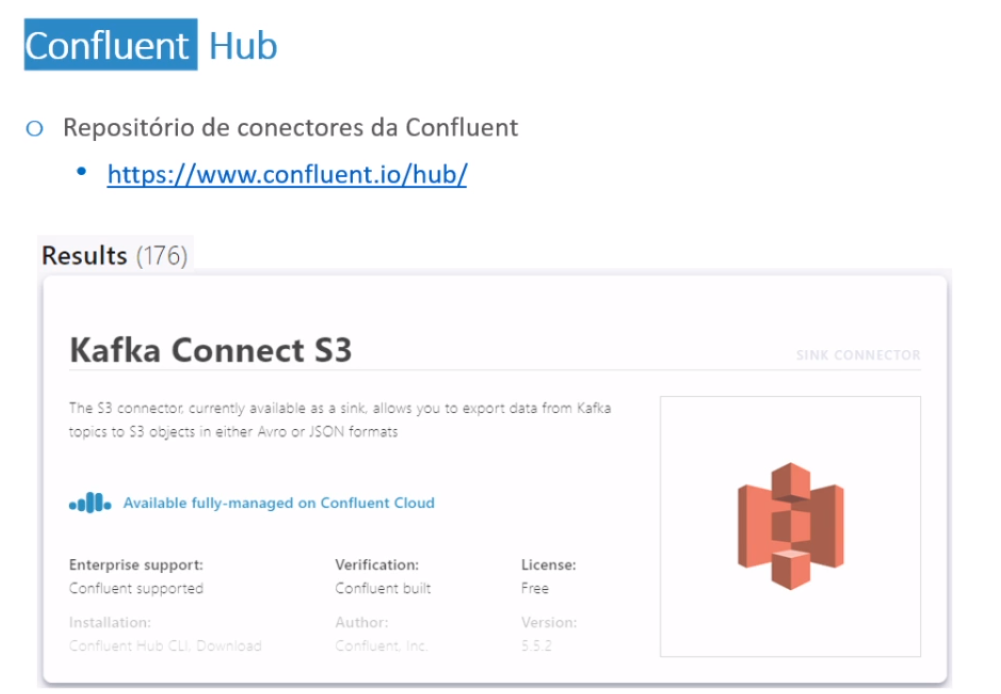 Confluent Hub
Repositório de conectores da Confluent
https://www.confluent.io/hub/
Results (176)
Kafka Connect S3
SINK CONNECTOR
The S3 connector, currently available as a sink, allows you to export data from Kafka
topics to S3 objects in either Avro or JSON formats
Available fully-managed on Confluent Cloud
Enterprise support: Verification: License:
Confluent supported Confluent built Free
Installation: Author: Version:
Confluent Hub CLI, Download Confluent, Inc. 5.5.2